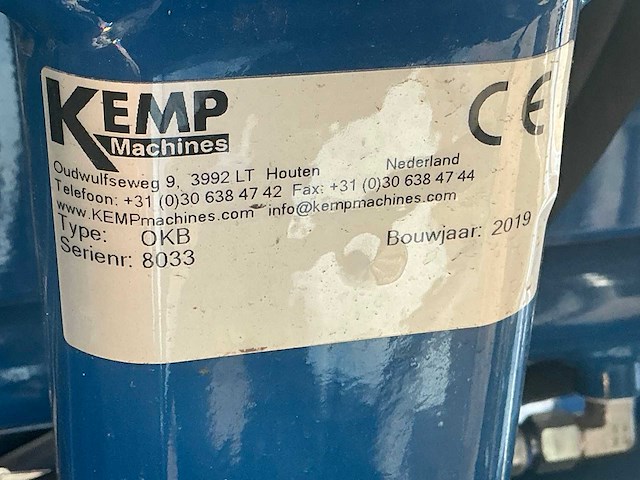 KEMP
Machines
CE
Oudwulfseweg 9, 3992 LT Houten Nederland
Telefoon: +31 (0)30 638 47 42 Fax: +31 (0)30 638 47 44
www.KEMPmachines.com info@kempmachines.com
Type: OKB
Bouwjaar: 2019
Serienr: 8033